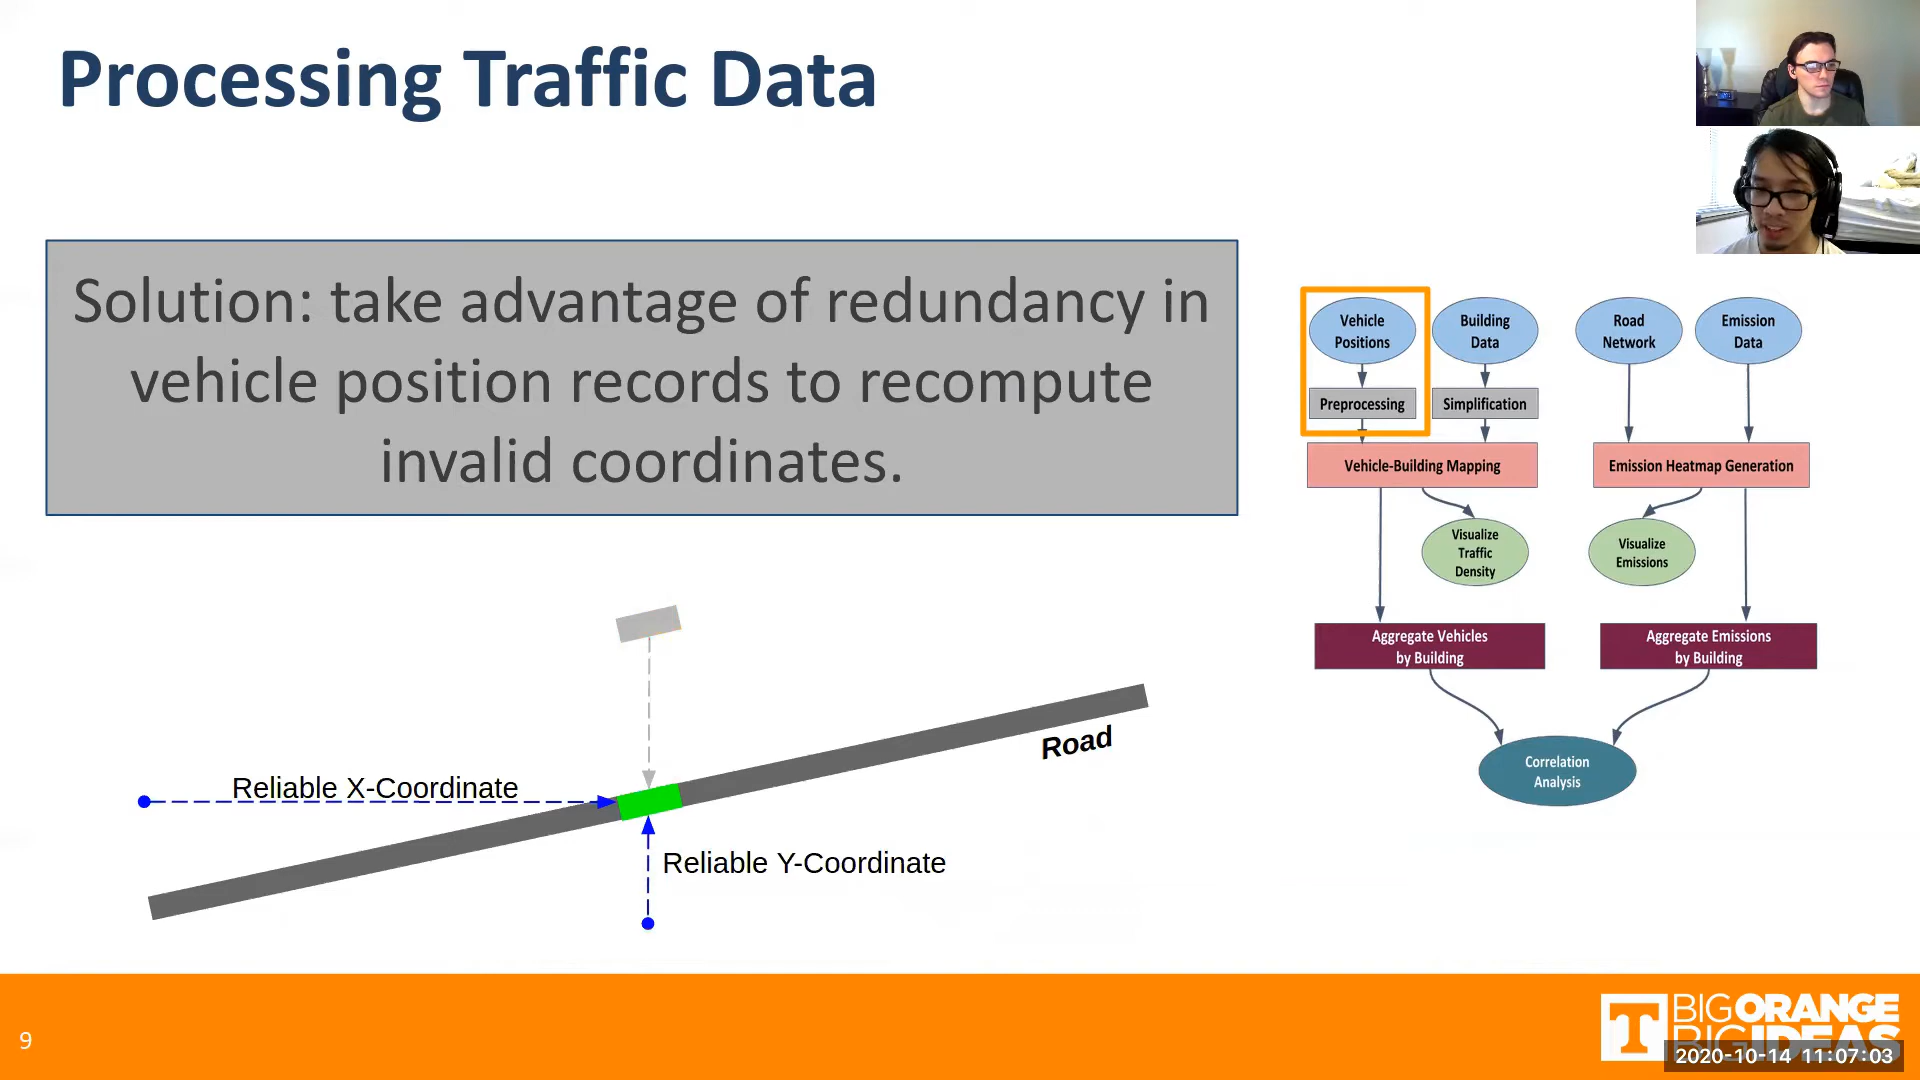 Processing Traffic Data
Solution: take advantage of redundancy in
vehicle position records to recompute
invalid coordinates.
Vehicle
Positions
Building
Data
Road
Network
Emission
Data
Preprocessing
Simplification
Vehicle-Building Mapping
Emission Heatmap Generation
Visualize
Traffic
Density
Visualize
Emissions
Aggregate Vehicles
by Building
Aggregate Emissions
by Building
Correlation
Analysis
Road
Reliable X-Coordinate
Reliable Y-Coordinate
9
T
BIG ORANGE
BIG IDEAS
2020-10-14 11:07:03